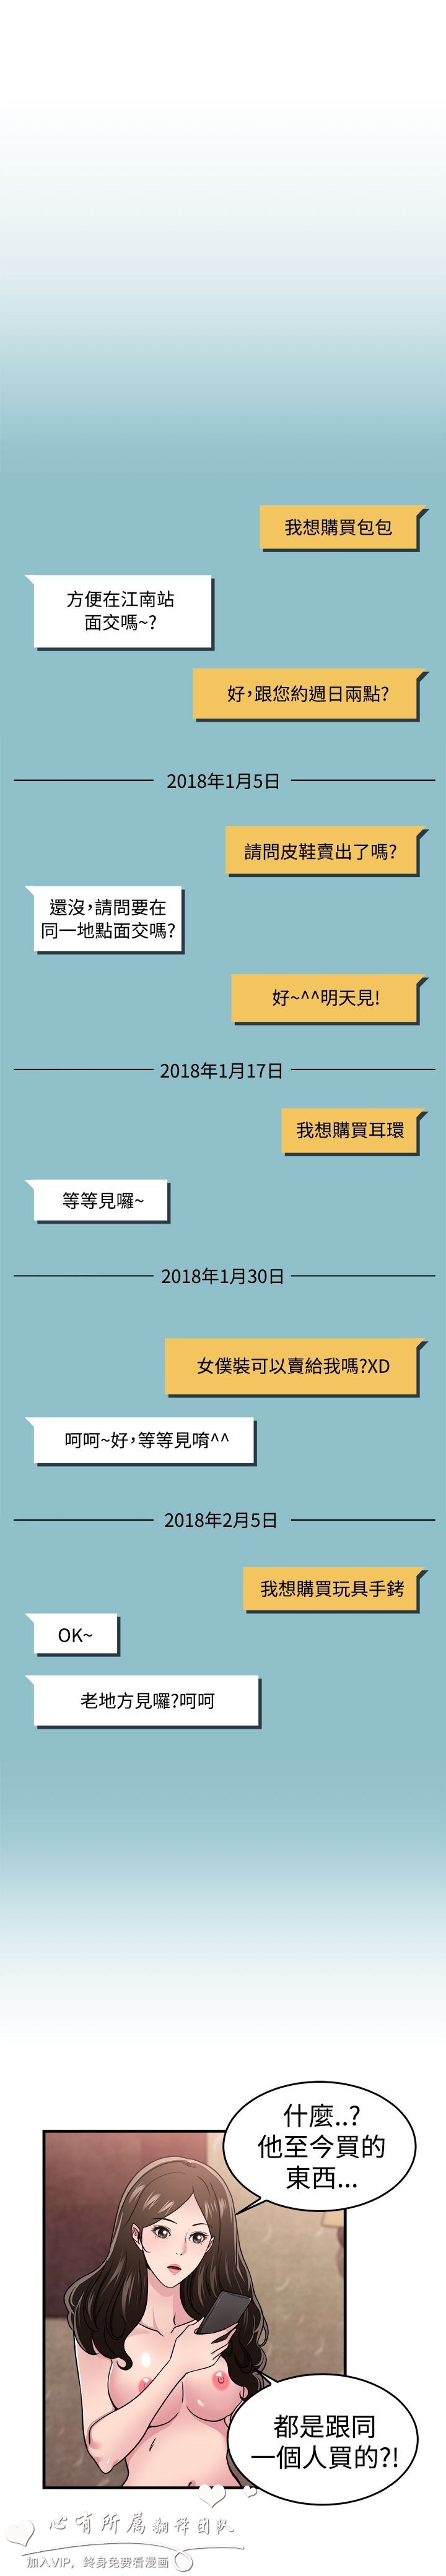 我想購買包包
方便在江南站
面交嗎~?
好，跟您約週日兩點?
2018年1月5日
請問皮鞋賣出了嗎?
還沒，請問要在
同一地點面交嗎?
好~^^明天見!
2018年1月17日
我想購買耳環
等等見囉~
2018年1月30日
女僕裝可以賣給我嗎?XD
呵呵~好，等等見唷^^
2018年2月5日
我想購買玩具手銬
OK~
老地方見囉?呵呵
什麼..?
他至今買的
東西...
都是跟同
一個人買的?!
心有所属翻译团队
加入VIP，终身免费看漫画